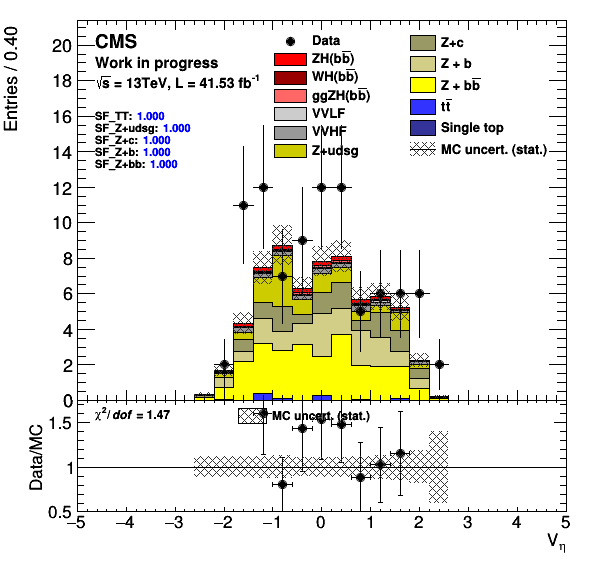 CMS
Work in progress
√s = 13TeV, L = 41.53 fb⁻¹
SF_TT: 1.000
SF_Z+udsg: 1.000
SF_Z+c: 1.000
SF_Z+b: 1.000
SF_Z+bb: 1.000
Data
ZH(bb̅)
WH(bb̅)
ggZH(bb̅)
VVLF
VVHF
Z+udsg
Z+c
Z + b
Z + bb̅
tt̅
Single top
MC uncert. (stat.)
Entries / 0.40
20
18
16
14
12
10
8
6
4
2
0
χ²/dof = 1.47
MC uncert. (stat.)
Data/MC
1.5
1
0.5
−5 −4 −3 −2 −1 0 1 2 3 4 5
V_η